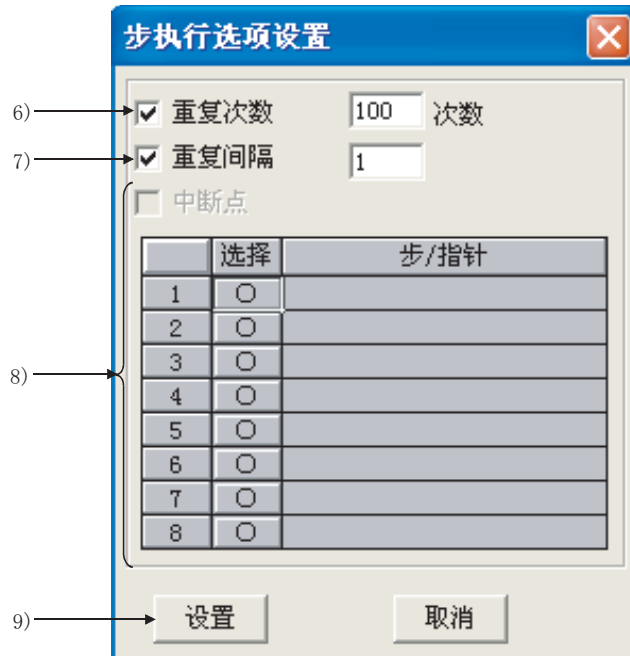 步执行选项设置
6) 重复次数 100 次数
7) 重复间隔 1
中断点
选择 步/指针
1 ○
2 ○
3 ○
8)
4 ○
5 ○
6 ○
7 ○
8 ○
9) 设置 取消